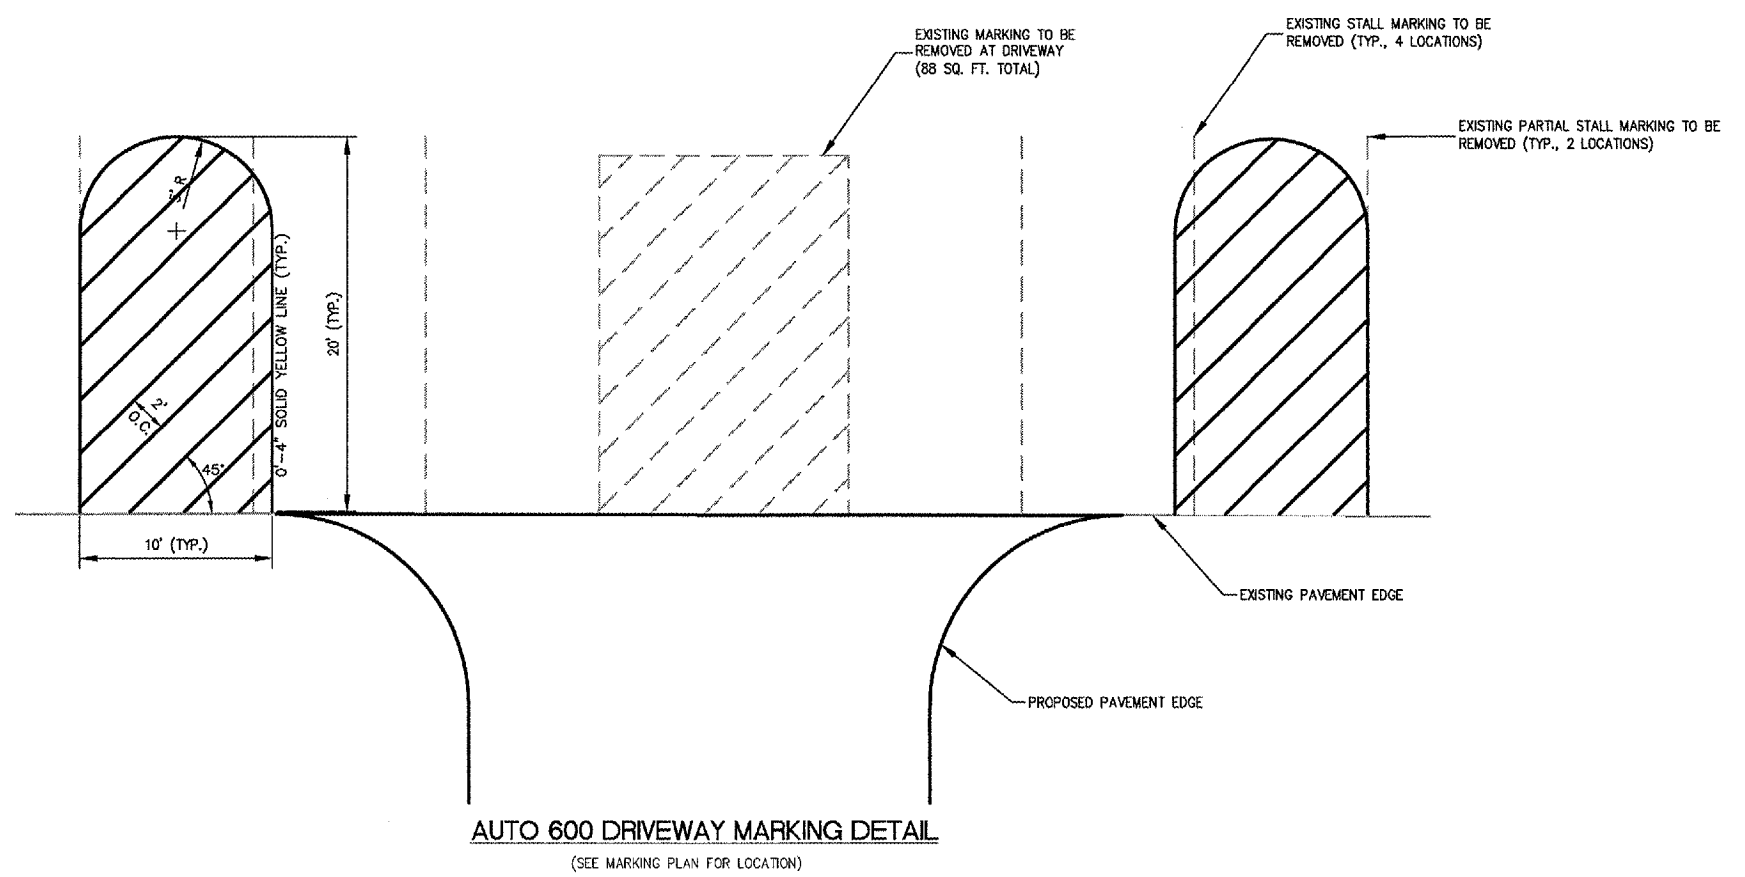 EXISTING MARKING TO BE
REMOVED AT DRIVEWAY
(88 SQ. FT. TOTAL)
EXISTING STALL MARKING TO BE
REMOVED (TYP., 4 LOCATIONS)
EXISTING PARTIAL STALL MARKING TO BE
REMOVED (TYP., 2 LOCATIONS)
5' R
0'-4" SOLID YELLOW LINE (TYP.)
20' (TYP.)
2'
O.C.
45°
10' (TYP.)
EXISTING PAVEMENT EDGE
PROPOSED PAVEMENT EDGE
AUTO 600 DRIVEWAY MARKING DETAIL
(SEE MARKING PLAN FOR LOCATION)